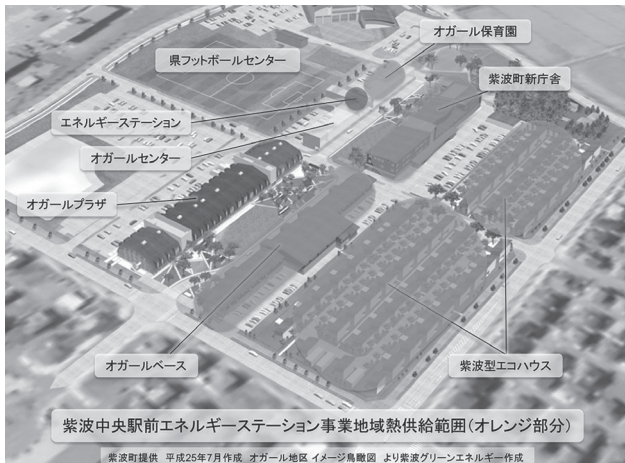 オガール保育園
県フットボールセンター
紫波町新庁舎
エネルギーステーション
オガールセンター
オガールプラザ
オガールベース
紫波型エコハウス
紫波中央駅前エネルギーステーション事業地域熱供給範囲(オレンジ部分)
紫波町提供 平成25年7月作成 オガール地区 イメージ鳥瞰図 より紫波グリーンエネルギー作成